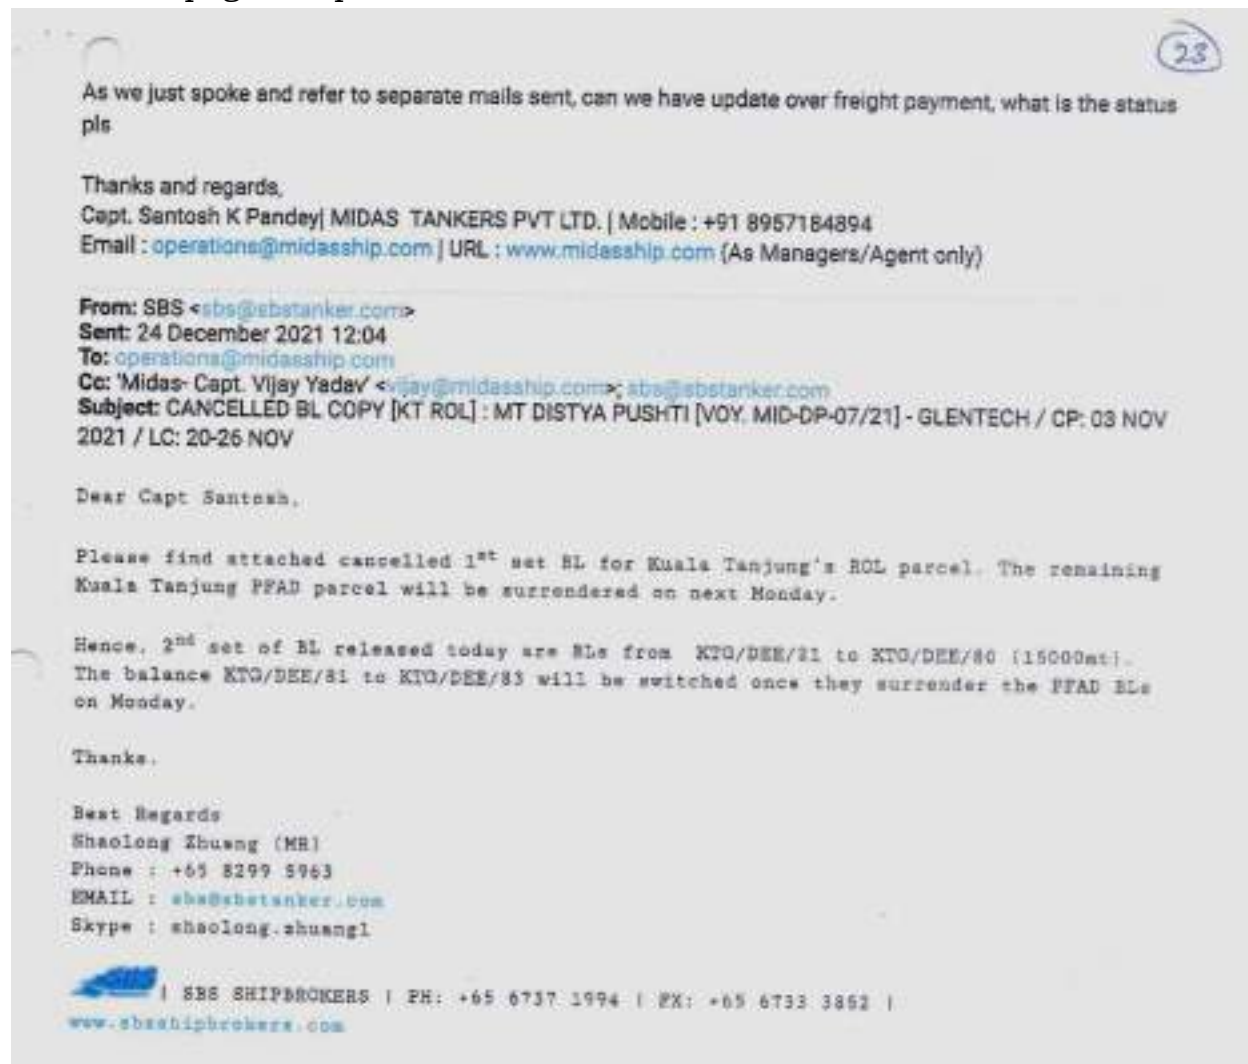 23
As we just spoke and refer to separate mails sent, can we have update over freight payment, what is the status
pls
Thanks and regards,
Capt. Santosh K Pandey| MIDAS TANKERS PVT LTD. | Mobile : +91 8957184894
Email : operations@midasship.com | URL : www.midasship.com (As Managers/Agent only)
From: SBS <sbs@sbstanker.com>
Sent: 24 December 2021 12:04
To: operations@midasship.com
Cc: 'Midas- Capt. Vijay Yadav' <vijay@midasship.com>; sbs@sbstanker.com
Subject: CANCELLED BL COPY [KT ROL] : MT DISTYA PUSHTI [VOY. MID-DP-07/21] - GLENTECH / CP: 03 NOV
2021 / LC: 20-26 NOV
Dear Capt Santosh,
Please find attached cancelled 1st set BL for Kuala Tanjung's ROL parcel. The remaining
Kuala Tanjung PFAD parcel will be surrendered on next Monday.
Hence, 2nd set of BL released today are BLs from KTG/DEE/21 to KTG/DEE/80 (15000mt).
The balance KTG/DEE/81 to KTG/DEE/83 will be switched once they surrender the PFAD BLs
on Monday.
Thanks.
Best Regards
Shaolong Zhuang (MR)
Phone : +65 8299 5963
EMAIL : sbs@sbstanker.com
Skype : shaolong.zhuang1
SBS | SBS SHIPBROKERS | PH: +65 6737 1994 | FX: +65 6733 3852 |
www.sbsshipbrokers.com